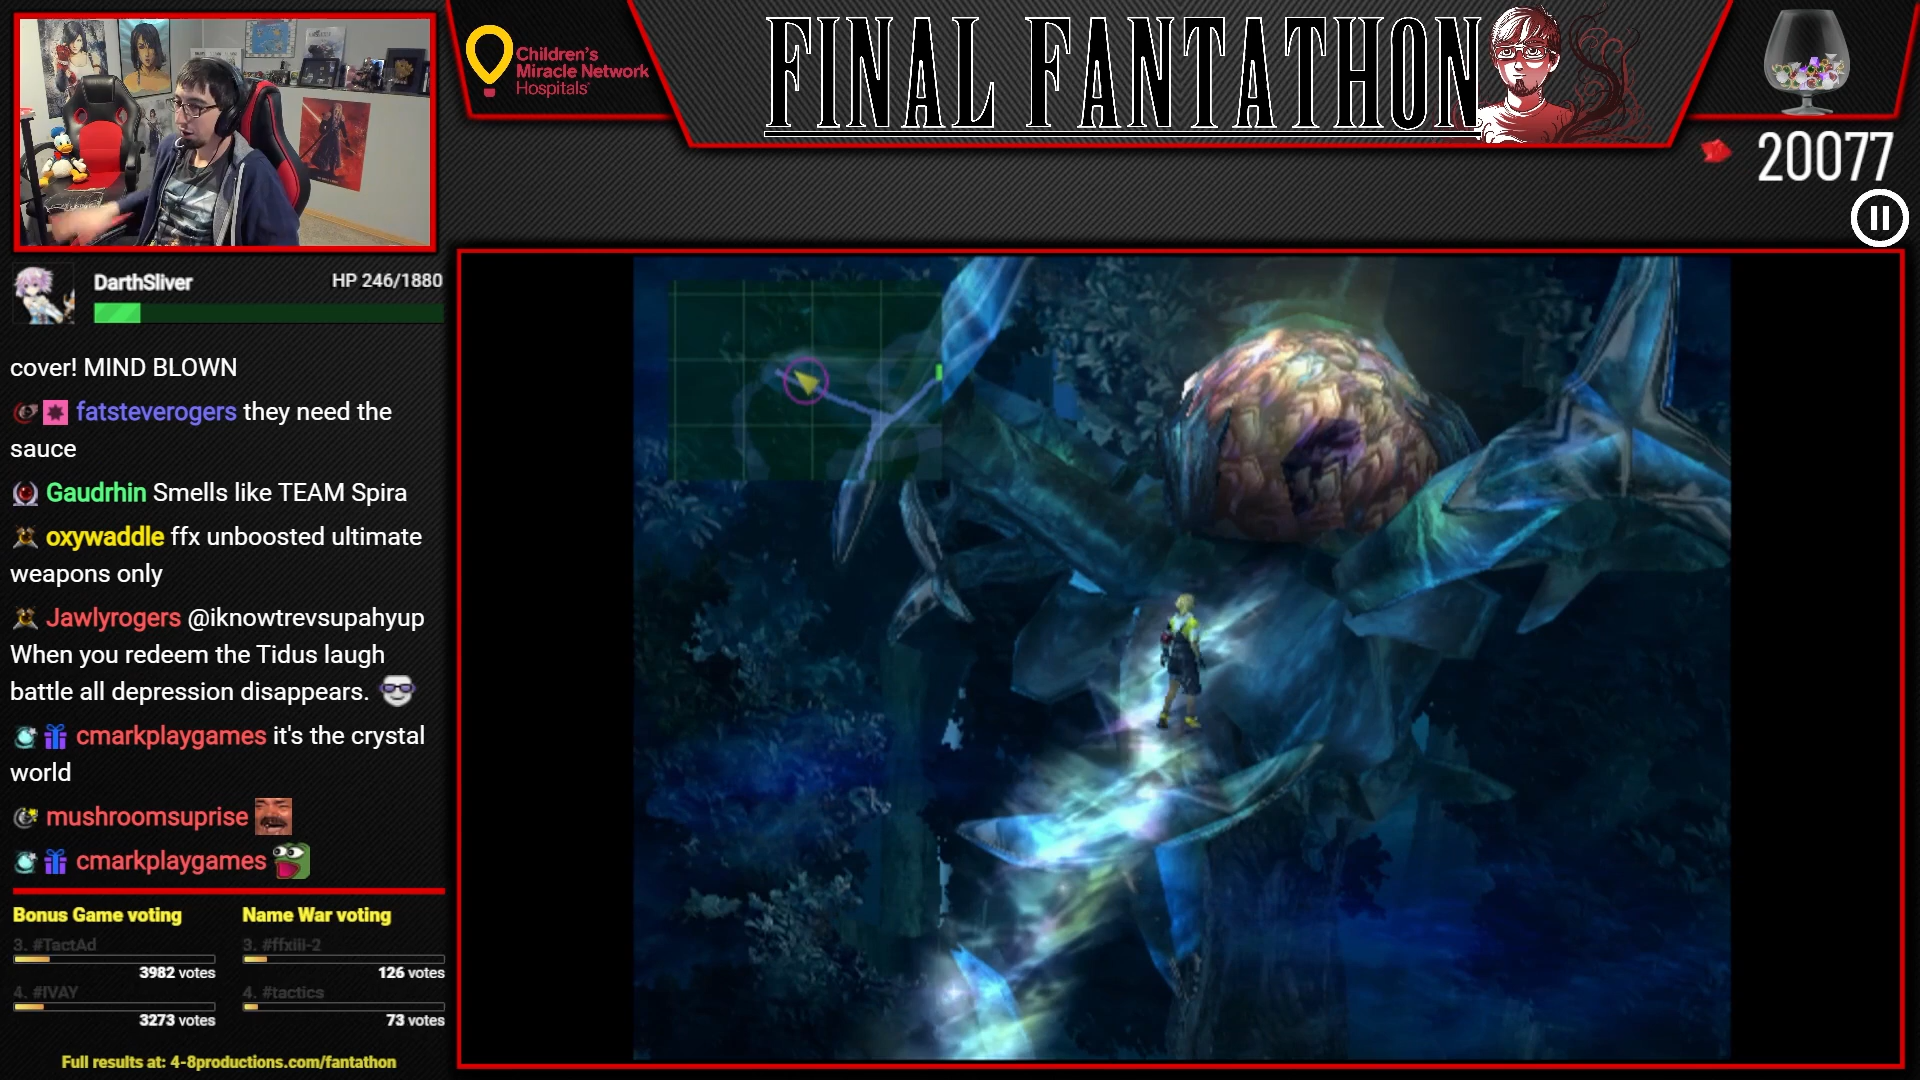 Children's
Miracle Network
Hospitals
FINAL FANTATHON
20077
DarthSliver
HP 246/1880
cover! MIND BLOWN
fatsteverogers they need the
sauce
Gaudrhin Smells like TEAM Spira
oxywaddle ffx unboosted ultimate
weapons only
Jawlyrogers @iknowtrevsupahyup
When you redeem the Tidus laugh
battle all depression disappears.
cmarkplaygames it's the crystal
world
mushroomsuprise
cmarkplaygames
Bonus Game voting
3. #TactAd
3982 votes
4. #IVAY
3273 votes
Name War voting
3. #ffxiii-2
126 votes
4. #tactics
73 votes
Full results at: 4-8productions.com/fantathon